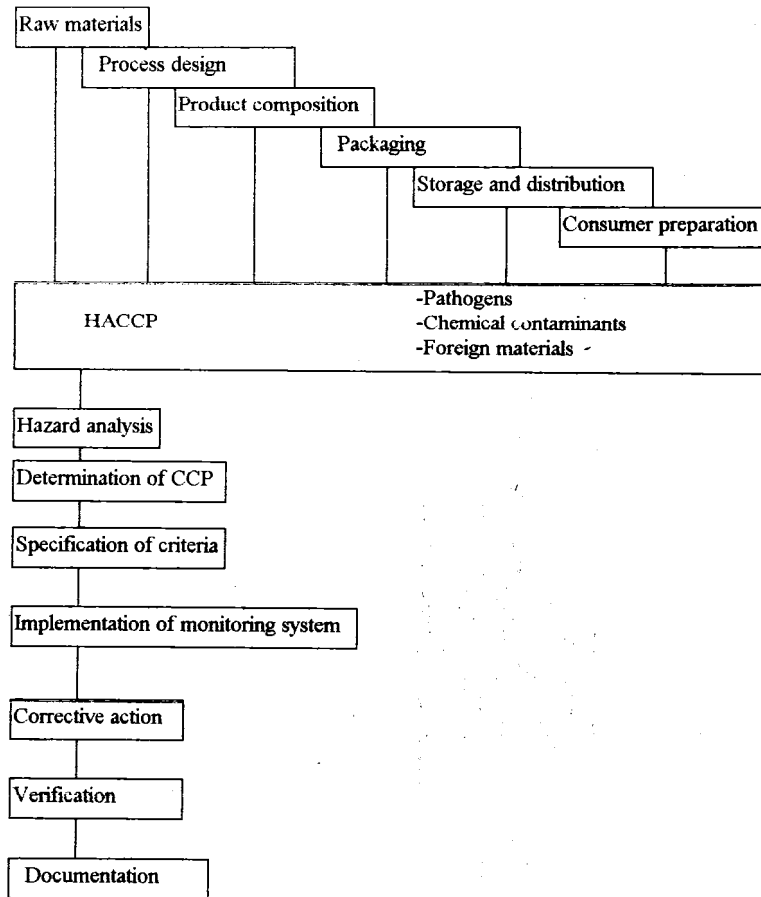 Raw materials
Process design
Product composition
Packaging
Storage and distribution
Consumer preparation
HACCP
-Pathogens
-Chemical contaminants
-Foreign materials
Hazard analysis
Determination of CCP
Specification of criteria
Implementation of monitoring system
Corrective action
Verification
Documentation